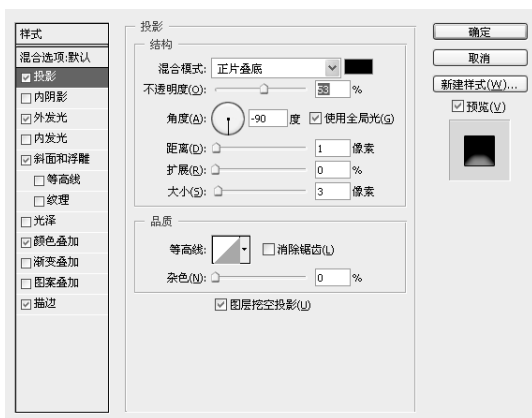 样式
混合选项:默认
投影
内阴影
外发光
内发光
斜面和浮雕
等高线
纹理
光泽
颜色叠加
渐变叠加
图案叠加
描边
投影
结构
混合模式: 正片叠底
不透明度(O): 53 %
角度(A): -90 度 使用全局光(G)
距离(D): 1 像素
扩展(R): 0 %
大小(S): 3 像素
品质
等高线: 消除锯齿(L)
杂色(N): 0 %
图层挖空投影(U)
确定
取消
新建样式(W)...
预览(V)